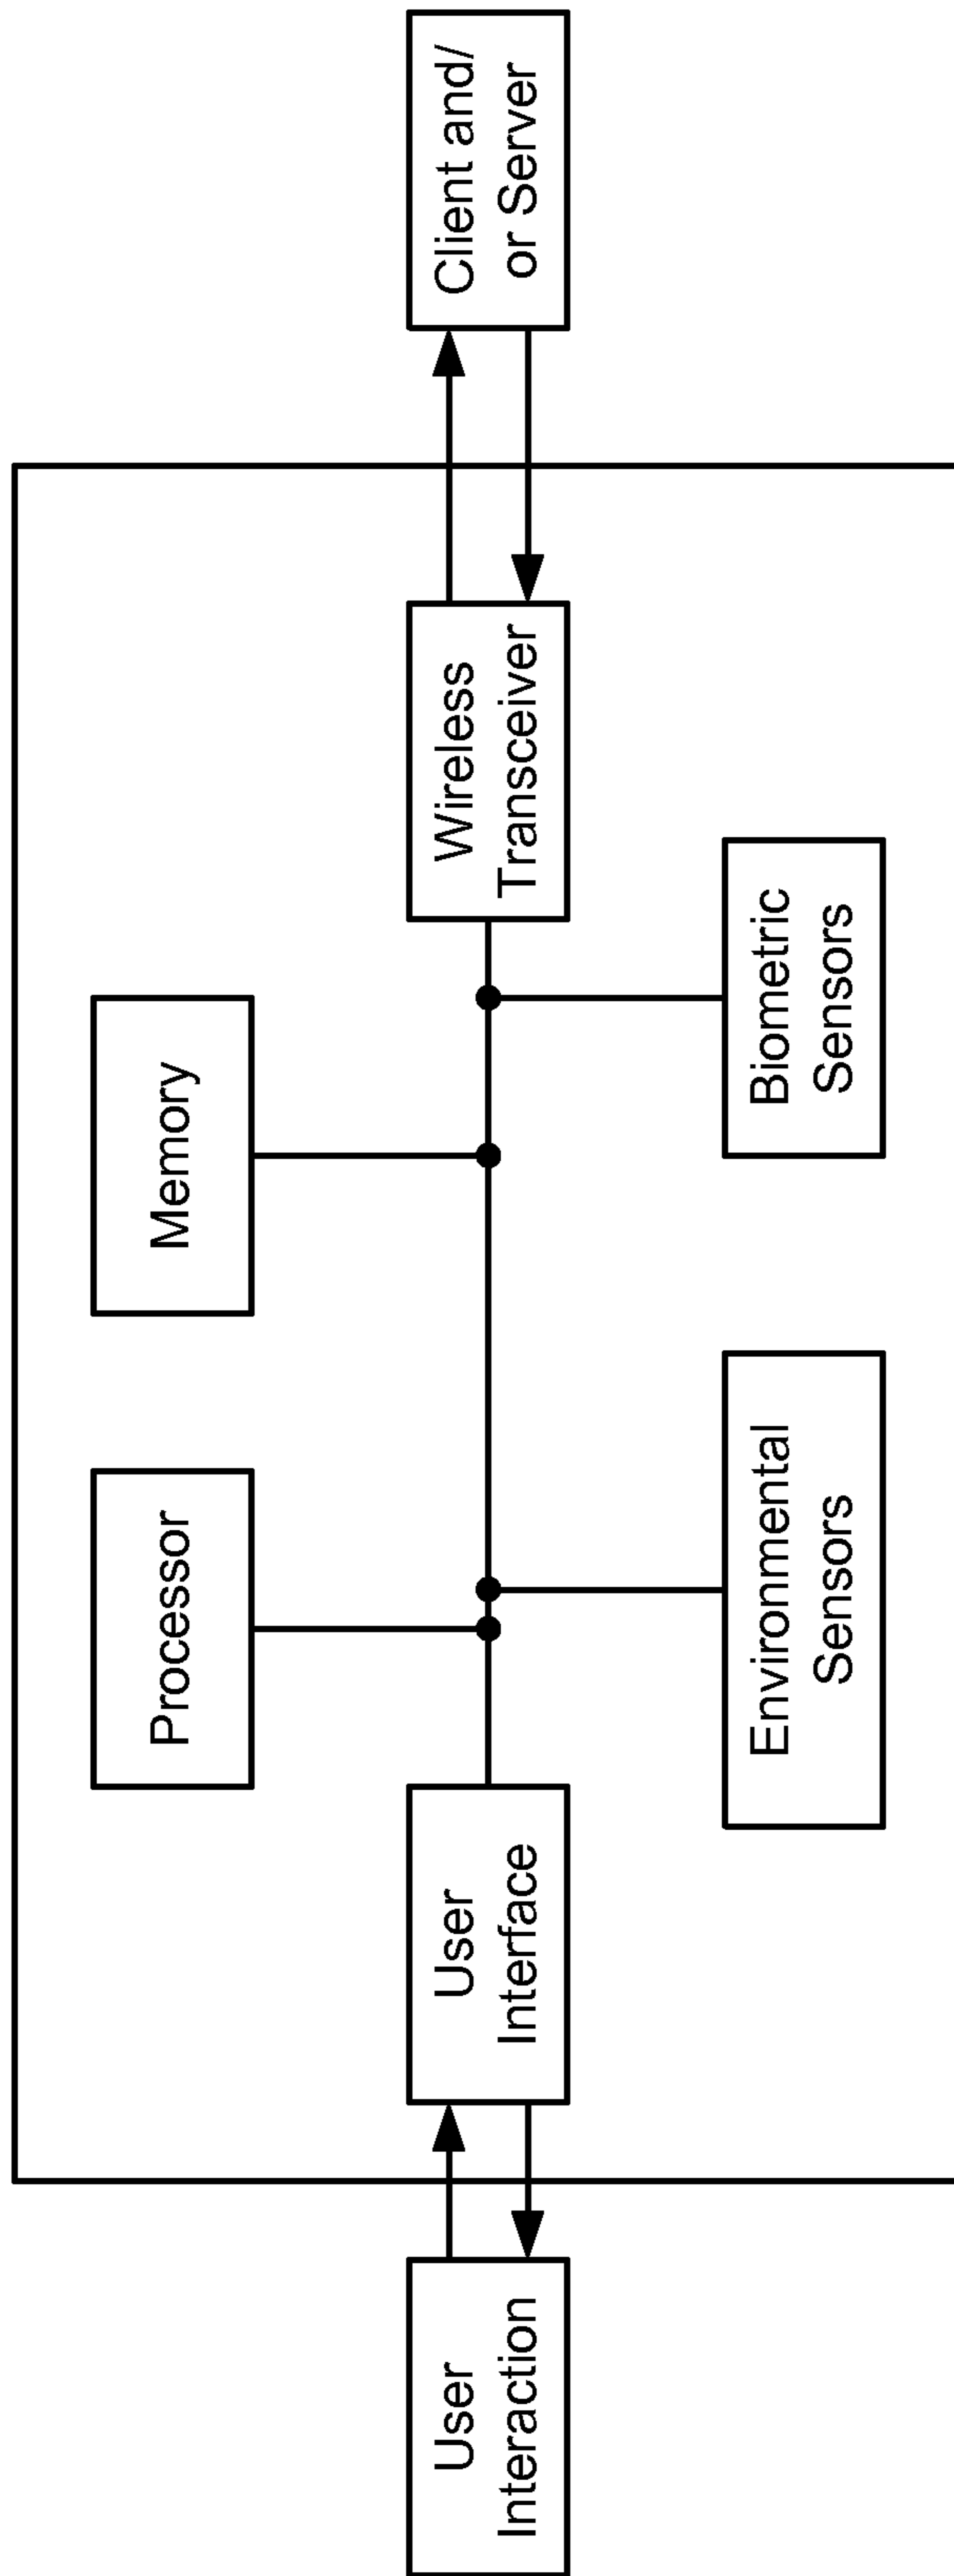 Processor
Memory
User
Interaction
User
Interface
Wireless
Transceiver
Client and/
or Server
Environmental
Sensors
Biometric
Sensors